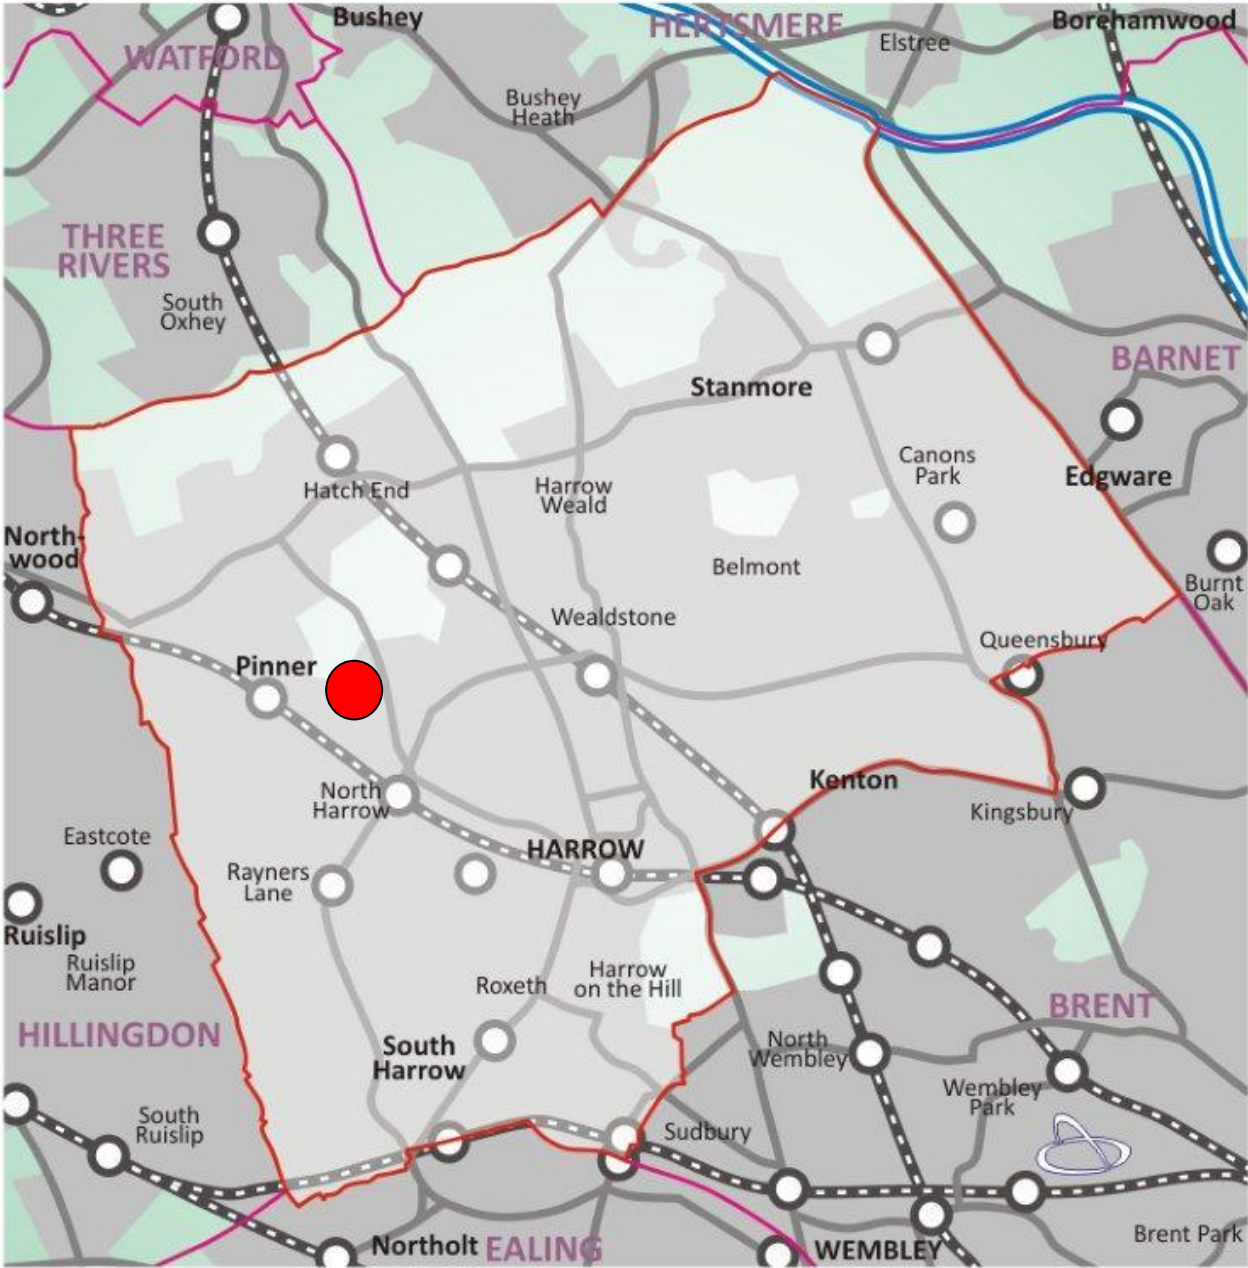 Bushey
HERTSMERE
Borehamwood
WATFORD
Elstree
Bushey
Heath
THREE
RIVERS
South
Oxhey
BARNET
Stanmore
Canons
Park
Edgware
Hatch End
Harrow
Weald
North-
wood
Belmont
Burnt
Oak
Wealdstone
Queensbury
Pinner
Kenton
North
Harrow
Kingsbury
Eastcote
HARROW
Rayners
Lane
Ruislip
Ruislip
Manor
Harrow
on the Hill
Roxeth
BRENT
HILLINGDON
South
Harrow
North
Wembley
Wembley
Park
South
Ruislip
Sudbury
Brent Park
Northolt
EALING
WEMBLEY